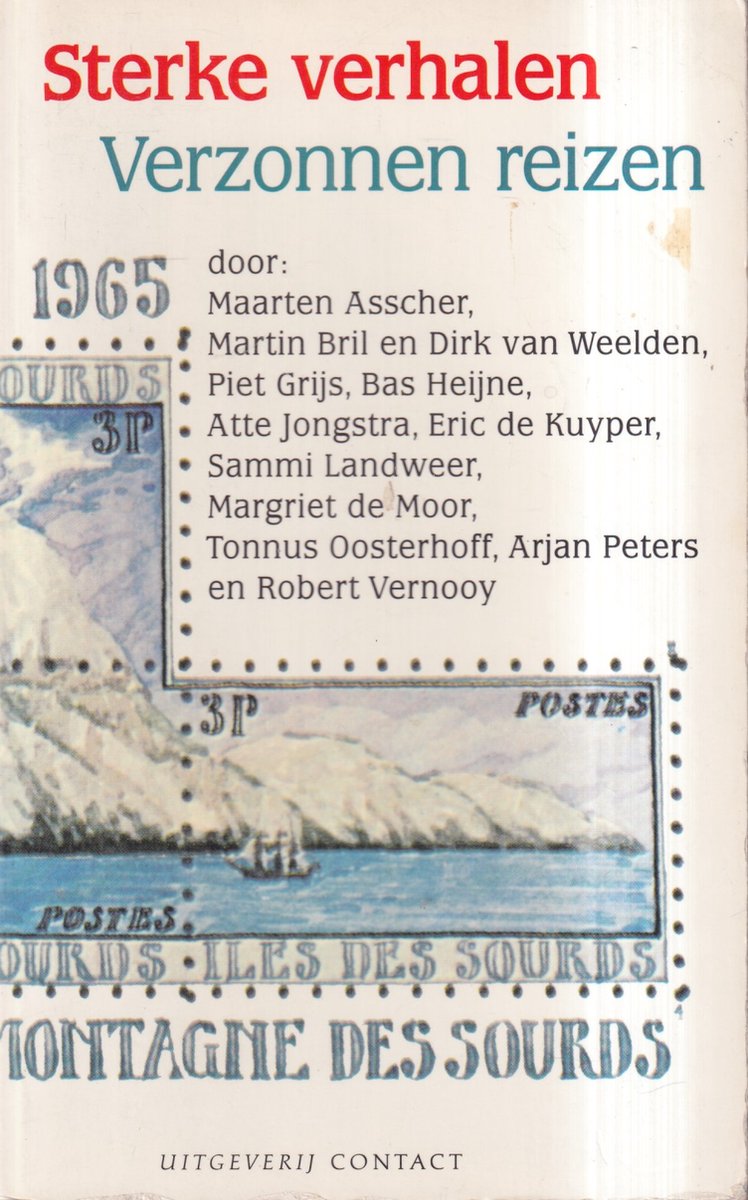 Sterke verhalen
Verzonnen reizen
1965
door:
Maarten Asscher,
Martin Bril en Dirk van Weelden,
Piet Grijs, Bas Heijne,
Atte Jongstra, Eric de Kuyper,
Sammi Landweer,
Margriet de Moor,
Tonnus Oosterhoff, Arjan Peters
en Robert Vernooy
OURDS
3P
3P
POSTES
POSTES
OURDS · ILES DES SOURDS
MONTAGNE DES SOURDS
UITGEVERIJ CONTACT